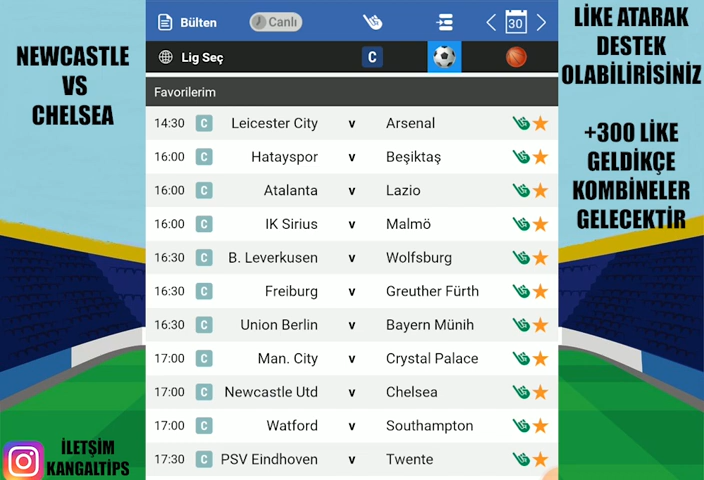 NEWCASTLE
VS
CHELSEA
Bülten
Canlı
30
Lig Seç
C
Favorilerim
14:30 C Leicester City v Arsenal
16:00 C Hatayspor v Beşiktaş
16:00 C Atalanta v Lazio
16:00 C IK Sirius v Malmö
16:30 C B. Leverkusen v Wolfsburg
16:30 C Freiburg v Greuther Fürth
16:30 C Union Berlin v Bayern Münih
17:00 C Man. City v Crystal Palace
17:00 C Newcastle Utd v Chelsea
17:00 C Watford v Southampton
17:30 C PSV Eindhoven v Twente
LİKE ATARAK
DESTEK
OLABİLİRİSİNİZ
+300 LİKE
GELDİKÇE
KOMBİNELER
GELECEKTİR
İLETŞİM
KANGALTİPS